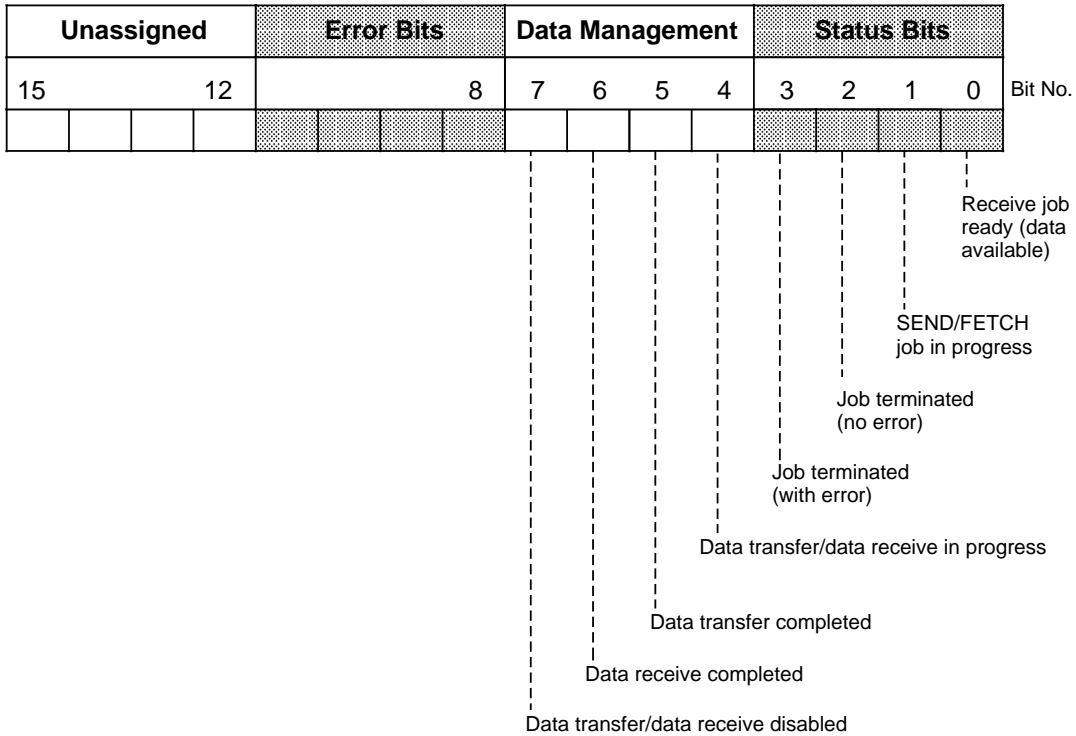 Unassigned Error Bits Data Management Status Bits
15 12 8 7 6 5 4 3 2 1 0 Bit No.
Receive job
ready (data
available)
SEND/FETCH
job in progress
Job terminated
(no error)
Job terminated
(with error)
Data transfer/data receive in progress
Data transfer completed
Data receive completed
Data transfer/data receive disabled